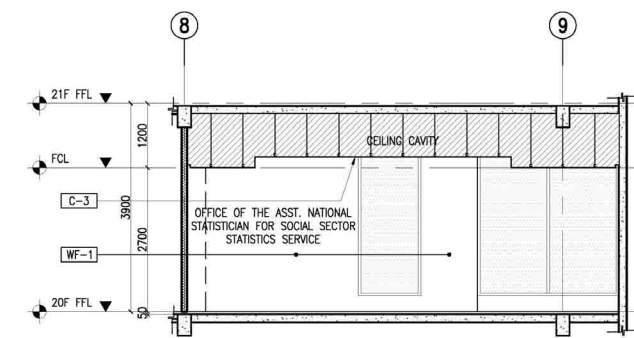 8
9
21F FFL
1200
CEILING CAVITY
FCL
C-3
3900
OFFICE OF THE ASST. NATIONAL
STATISTICIAN FOR SOCIAL SECTOR
STATISTICS SERVICE
2700
WF-1
20F FFL
50